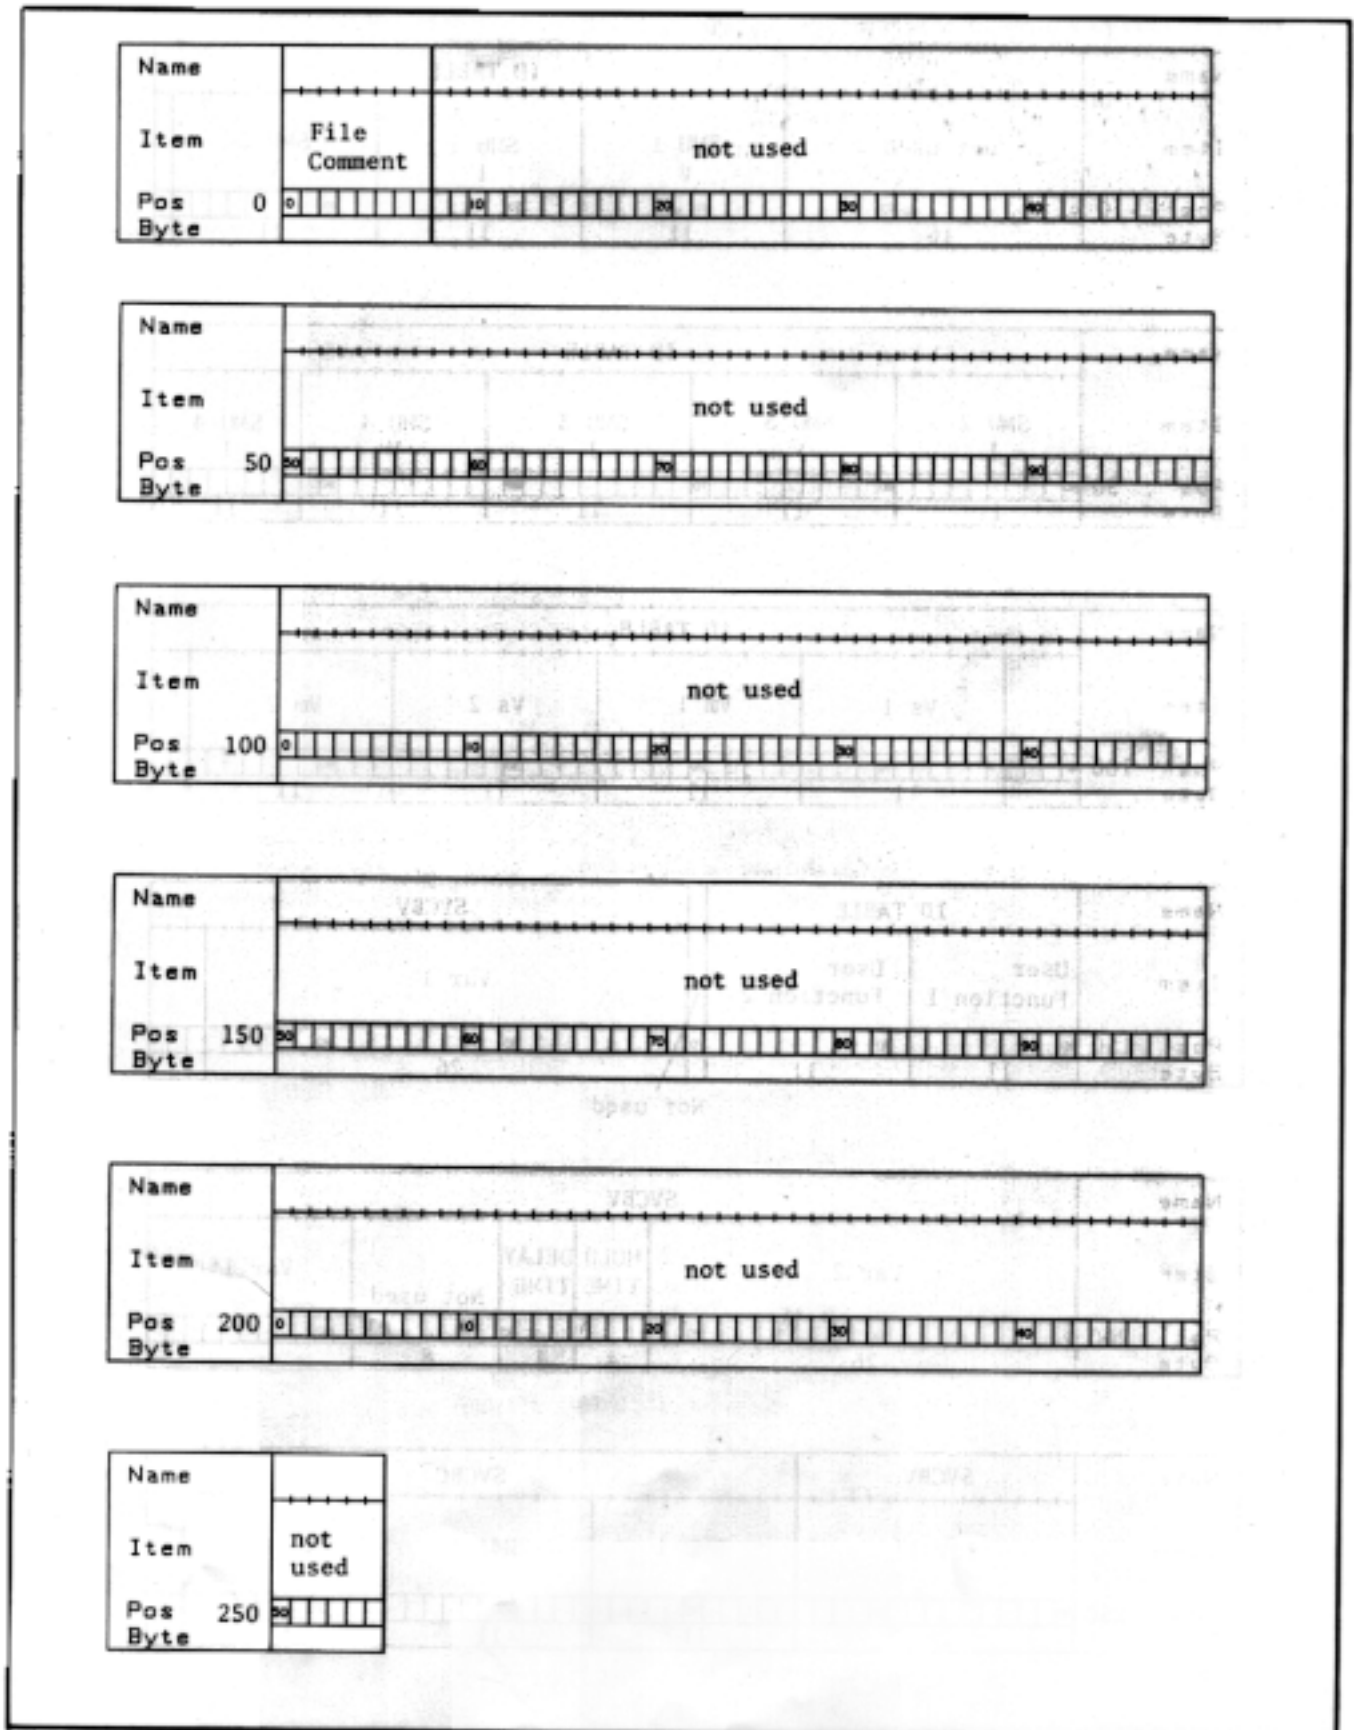 Name
Item
File
Comment
not used
Pos 0 0 10 20 30 40
Byte
Name
Item
not used
Pos 50 50 60 70 80 90
Byte
Name
Item
not used
Pos 100 0 10 20 30 40
Byte
Name
Item
not used
Pos 150 50 60 70 80 90
Byte
Name
Item
not used
Pos 200 0 10 20 30 40
Byte
Name
Item
not
used
Pos 250 50
Byte